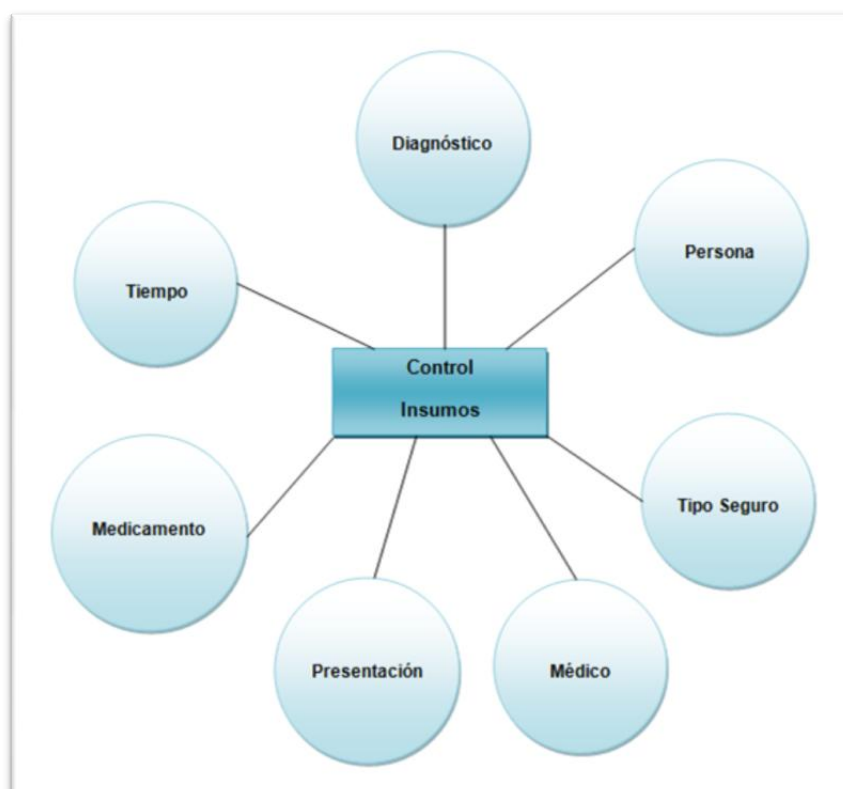 Diagnóstico
Persona
Tiempo
Control
Insumos
Tipo Seguro
Medicamento
Presentación
Médico